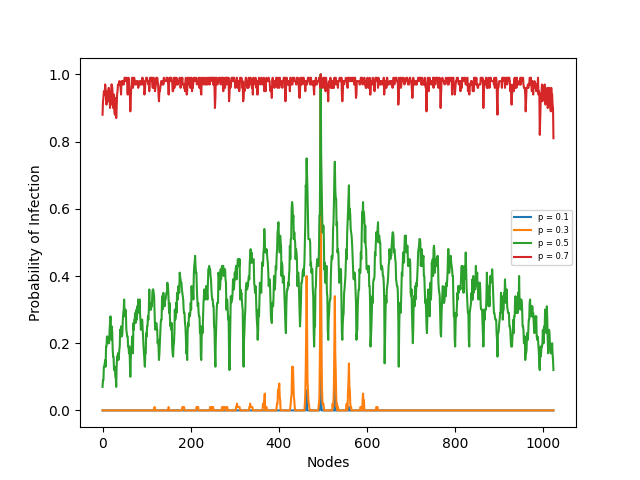 1.0
0.8
0.6
0.4
0.2
0.0
Probability of Infection
p = 0.1
p = 0.3
p = 0.5
p = 0.7
0 200 400 600 800 1000
Nodes